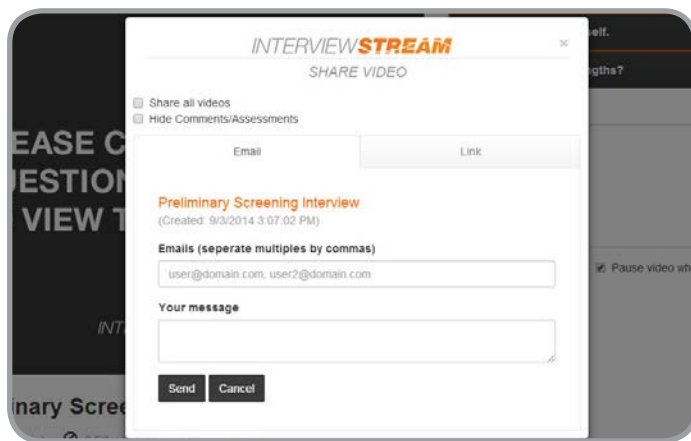 INTERVIEWSTREAM
×
SHARE VIDEO
Share all videos
Hide Comments/Assessments
Email
Link
Preliminary Screening Interview
(Created: 9/3/2014 3:07:02 PM)
Emails (seperate multiples by commas)
user@domain.com, user2@domain.com
Your message
Send
Cancel
EASE C
VIEW T
INT
inary Scree
elf.
gths?
Pause video wh